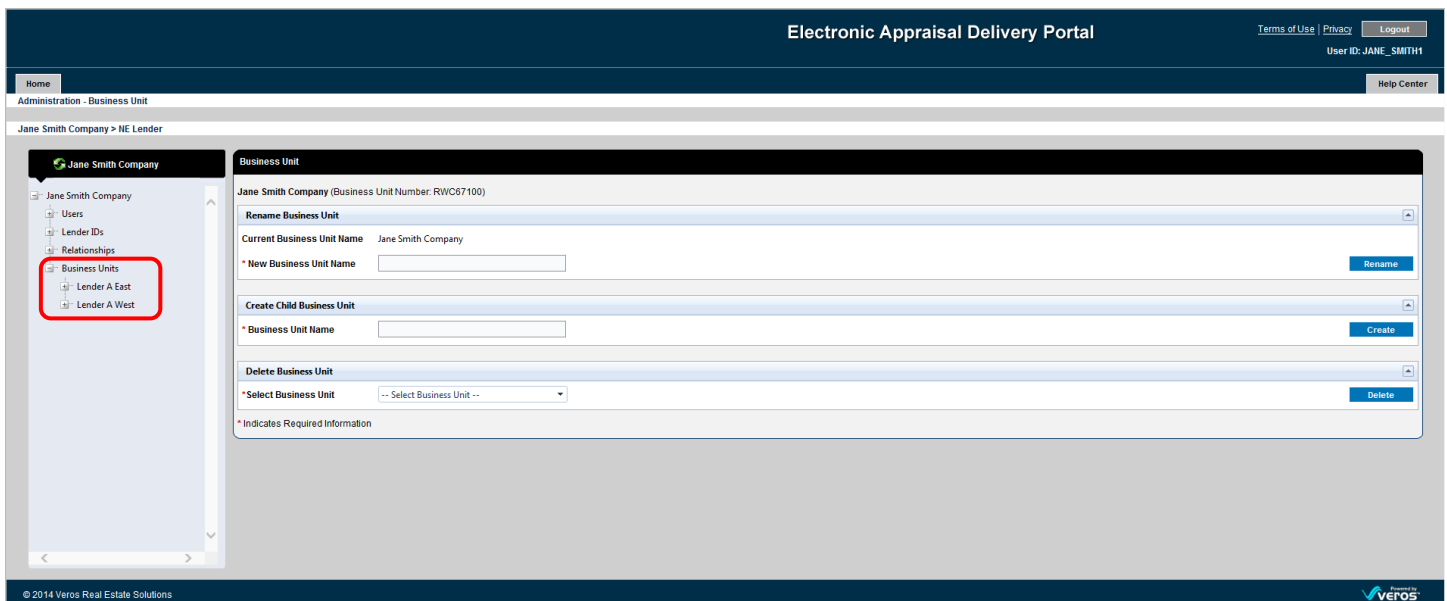 Electronic Appraisal Delivery Portal
Terms of Use | Privacy Logout
User ID: JANE_SMITH1
Home Help Center
Administration - Business Unit
Jane Smith Company > NE Lender
Jane Smith Company
Business Unit
Jane Smith Company
Users
Lender IDs
Relationships
Business Units
Lender A East
Lender A West
Jane Smith Company (Business Unit Number: RWC67100)
Rename Business Unit
Current Business Unit Name Jane Smith Company
* New Business Unit Name Rename
Create Child Business Unit
* Business Unit Name Create
Delete Business Unit
*Select Business Unit -- Select Business Unit -- Delete
* Indicates Required Information
© 2014 Veros Real Estate Solutions
Powered by
veros